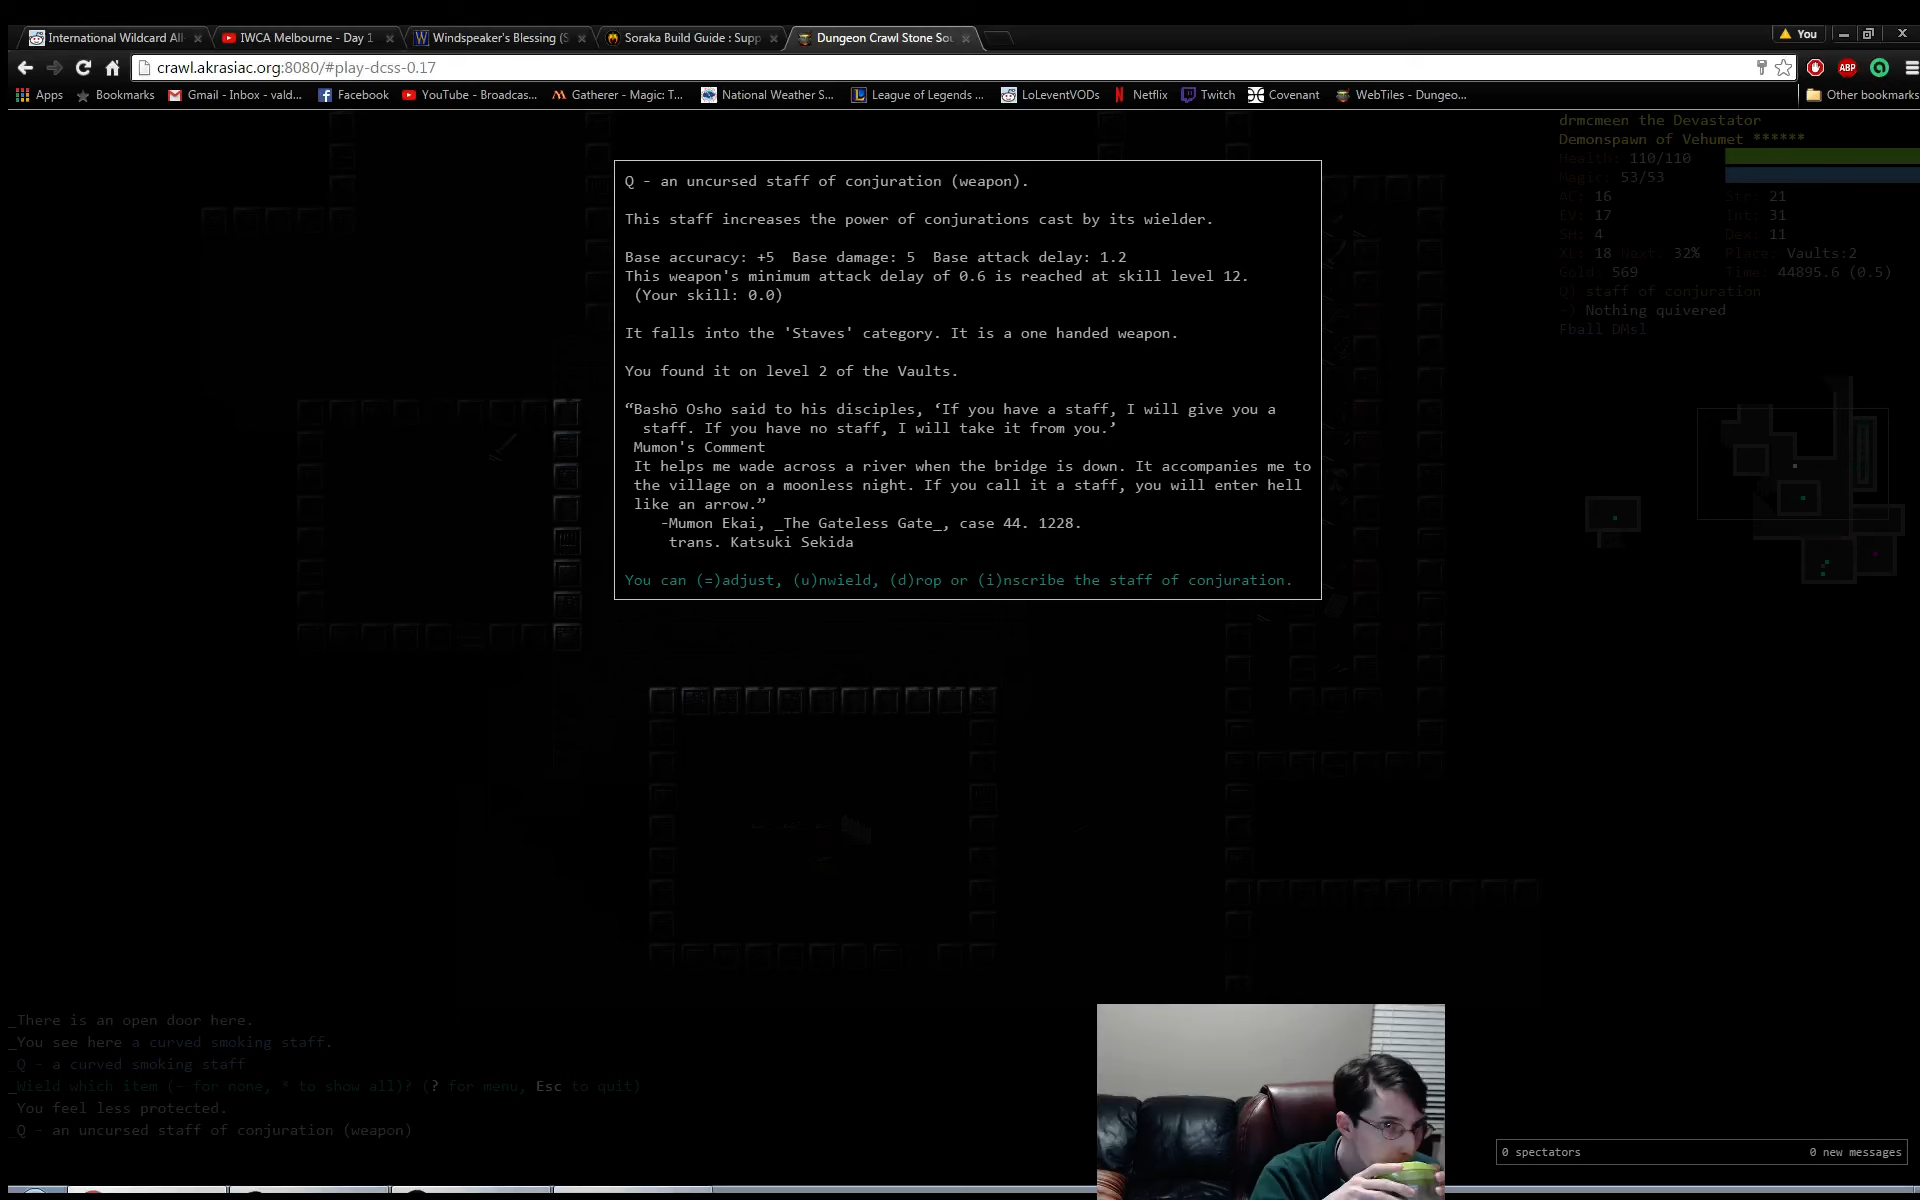 International Wildcard All
IWCA Melbourne - Day 1
Windspeaker's Blessing (S
Soraka Build Guide : Supp
Dungeon Crawl Stone Sou
You
crawl.akrasiac.org:8080/#play-dcss-0.17
ABP
Apps
Bookmarks
Gmail - Inbox - vald...
Facebook
YouTube - Broadcas...
Gatherer - Magic: T...
National Weather S...
League of Legends ...
LoLeventVODs
Netflix
Twitch
Covenant
WebTiles - Dungeo...
Other bookmarks
drmcmeen the Devastator
Demonspawn of Vehumet ******
Health: 110/110
Magic: 53/53
AC: 16 Str: 21
EV: 17 Int: 31
SH: 4 Dex: 11
XL: 18 Next: 32% Place: Vaults:2
Gold: 569 Time: 44895.6 (0.5)
Q) staff of conjuration
-) Nothing quivered
Fball DMsl
Q - an uncursed staff of conjuration (weapon).
This staff increases the power of conjurations cast by its wielder.
Base accuracy: +5 Base damage: 5 Base attack delay: 1.2
This weapon's minimum attack delay of 0.6 is reached at skill level 12.
(Your skill: 0.0)
It falls into the 'Staves' category. It is a one handed weapon.
You found it on level 2 of the Vaults.
“Bashō Osho said to his disciples, ‘If you have a staff, I will give you a
staff. If you have no staff, I will take it from you.’
Mumon's Comment
It helps me wade across a river when the bridge is down. It accompanies me to
the village on a moonless night. If you call it a staff, you will enter hell
like an arrow.”
-Mumon Ekai, _The Gateless Gate_, case 44. 1228.
trans. Katsuki Sekida
You can (=)adjust, (u)nwield, (d)rop or (i)nscribe the staff of conjuration.
_There is an open door here.
_You see here a curved smoking staff.
_Q - a curved smoking staff
_Wield which item (- for none, * to show all)? (? for menu, Esc to quit)
You feel less protected.
_Q - an uncursed staff of conjuration (weapon)
0 spectators
0 new messages